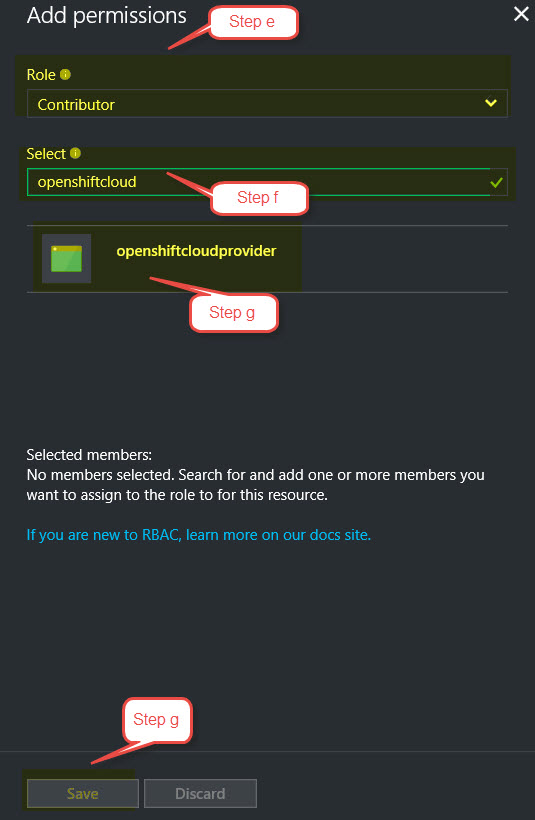 Add permissions
Step e
Role
Contributor
Select
openshiftcloud
Step f
openshiftcloudprovider
Step g
Selected members:
No members selected. Search for and add one or more members you
want to assign to the role to for this resource.
If you are new to RBAC, learn more on our docs site.
Step g
Save
Discard